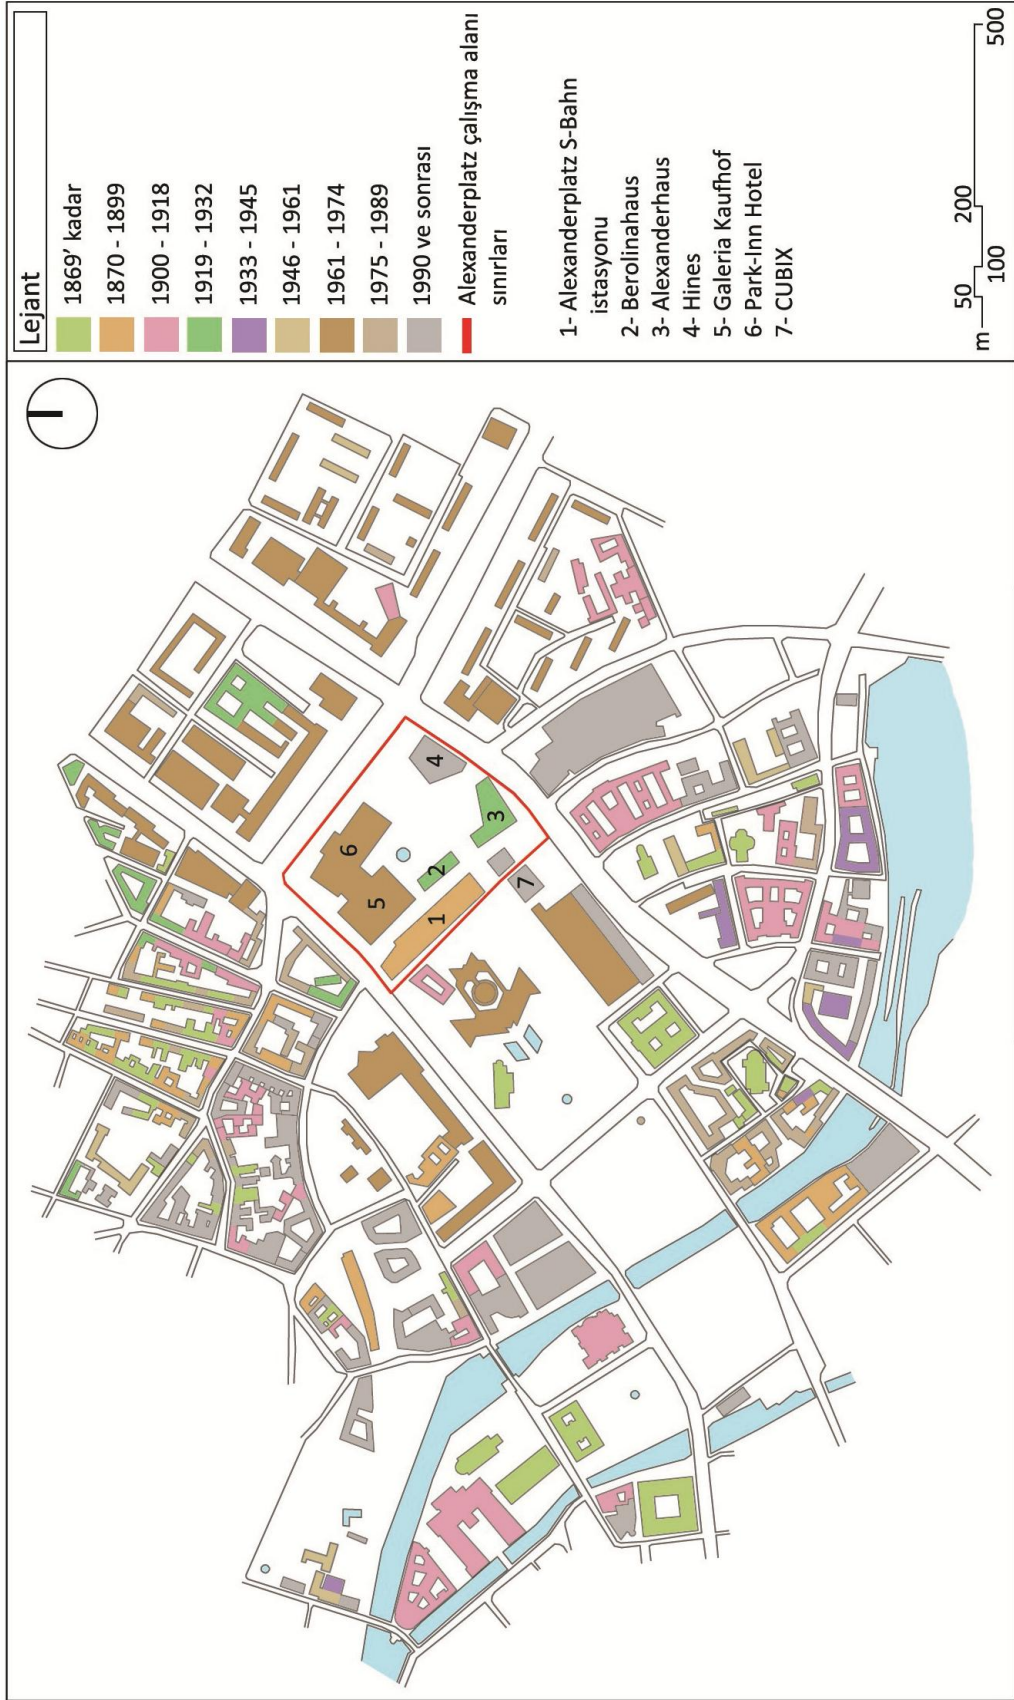 Lejant
1869' kadar
1870 - 1899
1900 - 1918
1919 - 1932
1933 - 1945
1946 - 1961
1961 - 1974
1975 - 1989
1990 ve sonrası
Alexanderplatz çalışma alanı
sınırları
1- Alexanderplatz S-Bahn
istasyonu
2- Berolinahaus
3- Alexanderhaus
4- Hines
5- Galeria Kaufhof
6- Park-Inn Hotel
7- CUBIX
m 50 100 200 500
1
2
3
4
5
6
7